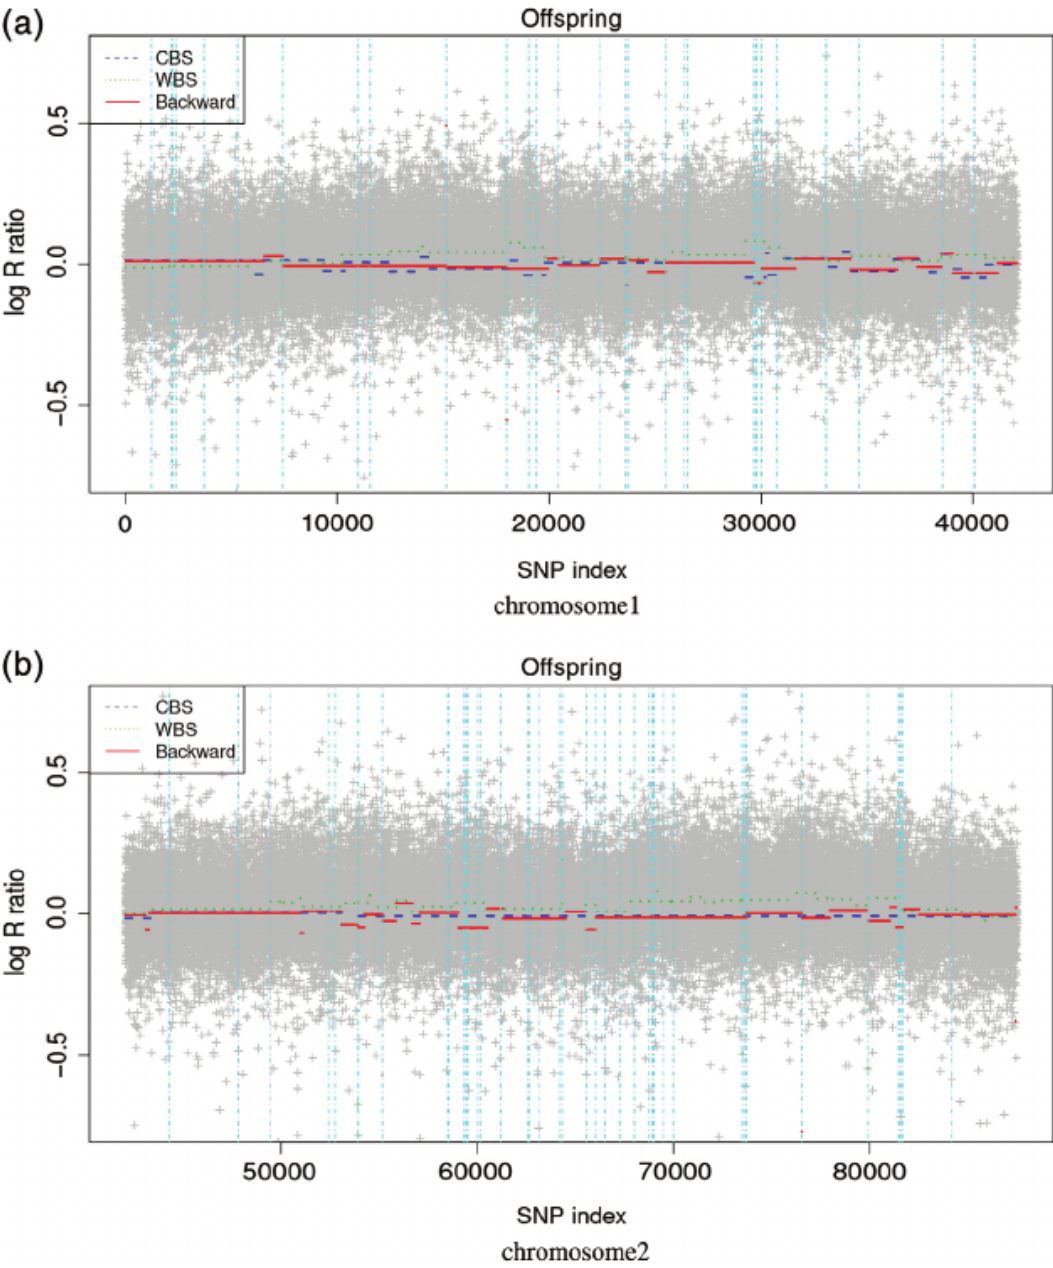 (a)
Offspring
CBS
WBS
Backward
0.5
0.0
−0.5
log R ratio
0
10000
20000
30000
40000
SNP index
chromosome1
(b)
Offspring
CBS
WBS
Backward
0.5
0.0
−0.5
log R ratio
50000
60000
70000
80000
SNP index
chromosome2